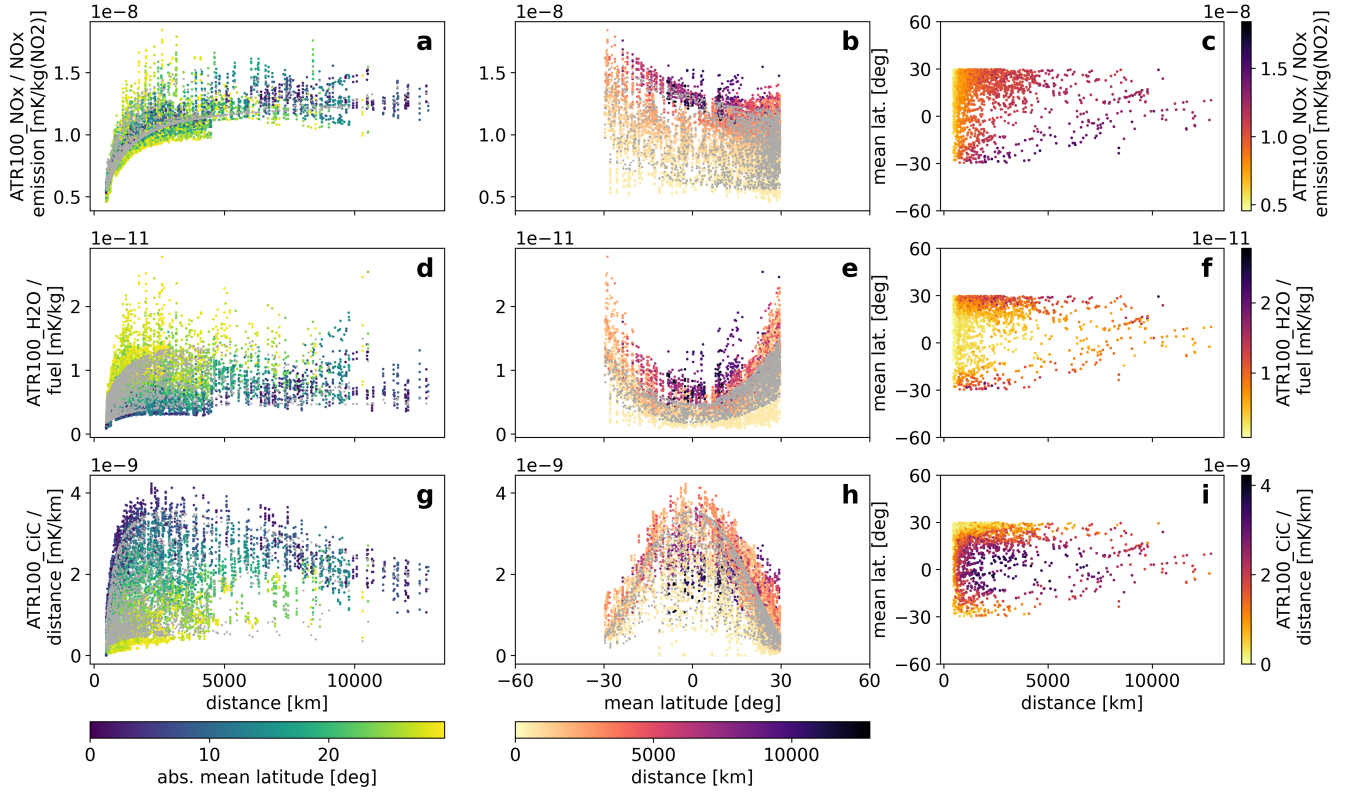 1e−8
a
ATR100_NOx / NOx
emission [mK/kg(NO2)]
1.5
1.0
0.5
0
5000
10000
1e−8
b
1.5
1.0
0.5
1e−8
c
mean lat. [deg]
60
30
0
−30
−60
ATR100_NOx / NOx
emission [mK/kg(NO2)]
1.5
1.0
0.5
1e−11
d
ATR100_H2O /
fuel [mK/kg]
2
1
0
1e−11
e
2
1
0
1e−11
f
mean lat. [deg]
60
30
0
−30
−60
ATR100_H2O /
fuel [mK/kg]
2
1
1e−9
g
ATR100_CiC /
distance [mK/km]
4
2
0
0
5000
10000
distance [km]
1e−9
h
4
2
0
−60
−30
0
30
60
mean latitude [deg]
1e−9
i
mean lat. [deg]
60
30
0
−30
−60
0
5000
10000
distance [km]
ATR100_CiC /
distance [mK/km]
4
2
0
0
10
20
abs. mean latitude [deg]
0
5000
10000
distance [km]